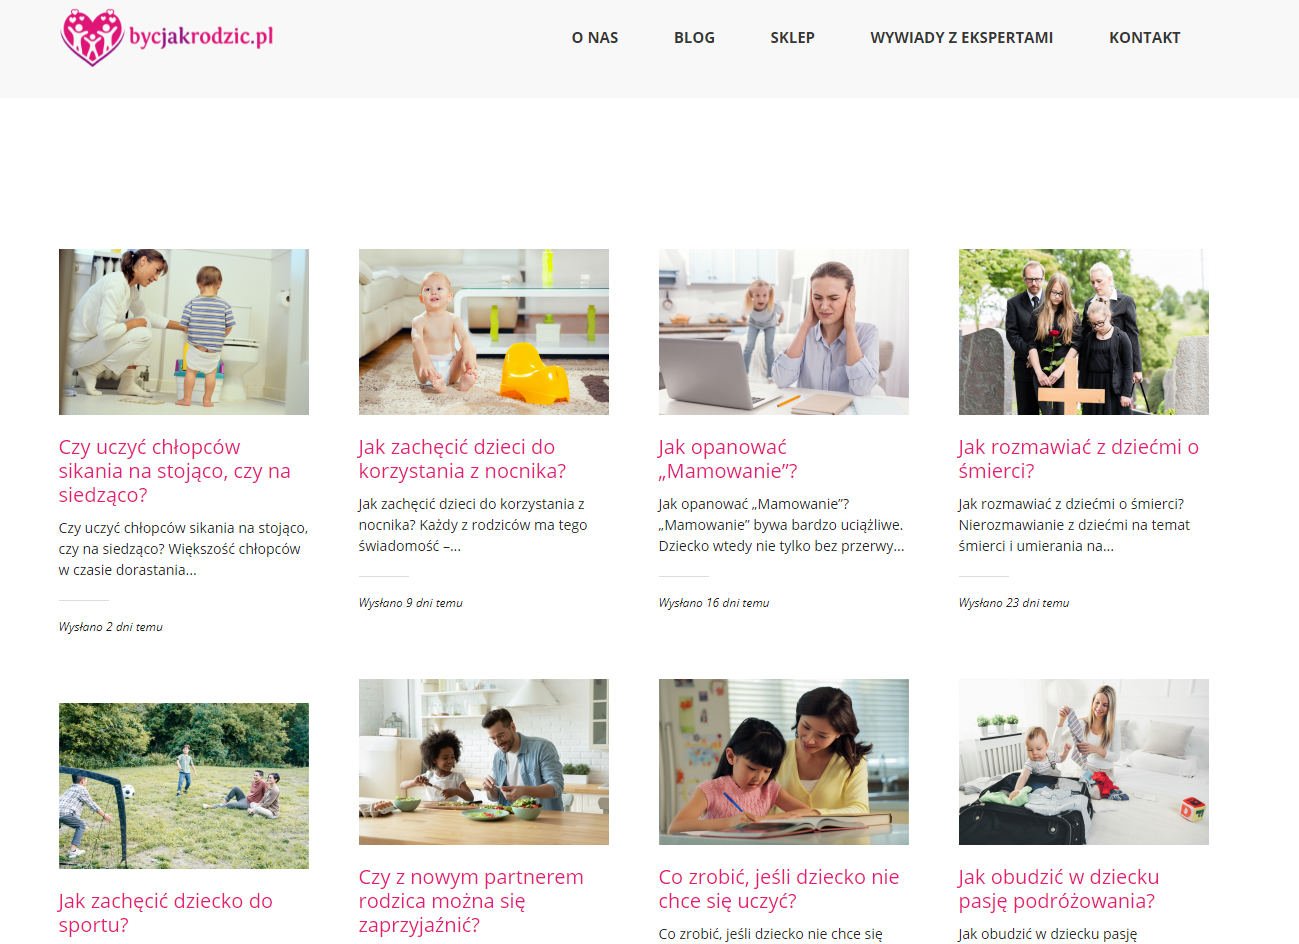 bycjakrodzic.pl
O NAS
BLOG
SKLEP
WYWIADY Z EKSPERTAMI
KONTAKT
Czy uczyć chłopców
sikania na stojąco, czy na
siedząco?
Czy uczyć chłopców sikania na stojąco,
czy na siedząco? Większość chłopców
w czasie dorastania...
Wysłano 2 dni temu
Jak zachęcić dzieci do
korzystania z nocnika?
Jak zachęcić dzieci do korzystania z
nocnika? Każdy z rodziców ma tego
świadomość –...
Wysłano 9 dni temu
Jak opanować
„Mamowanie”?
Jak opanować „Mamowanie”?
„Mamowanie” bywa bardzo uciążliwe.
Dziecko wtedy nie tylko bez przerwy...
Wysłano 16 dni temu
Jak rozmawiać z dziećmi o
śmierci?
Jak rozmawiać z dziećmi o śmierci?
Nierozmawianie z dziećmi na temat
śmierci i umierania na...
Wysłano 23 dni temu
Jak zachęcić dziecko do
sportu?
Czy z nowym partnerem
rodzica można się
zaprzyjaźnić?
Co zrobić, jeśli dziecko nie
chce się uczyć?
Co zrobić, jeśli dziecko nie chce się
Jak obudzić w dziecku
pasję podróżowania?
Jak obudzić w dziecku pasję